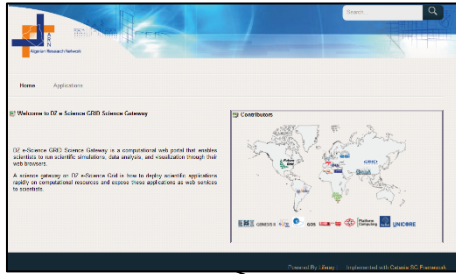 Search
ARN
Algerian Research Network
Home Applications
Welcome to DZ e-Science GRID Science Gateway
DZ e-Science GRID Science Gateway is a computational web portal that enables
scientists to run scientific simulations, data analysis, and visualization through their
web browsers.
A science gateway on DZ e-Science Grid is how to deploy scientific applications
rapidly on computational resources and expose these applications as web services
to scientists.
Contributors
Platform
Computing
UNICORE
Powered By Liferay Implemented with Catania SG Framework